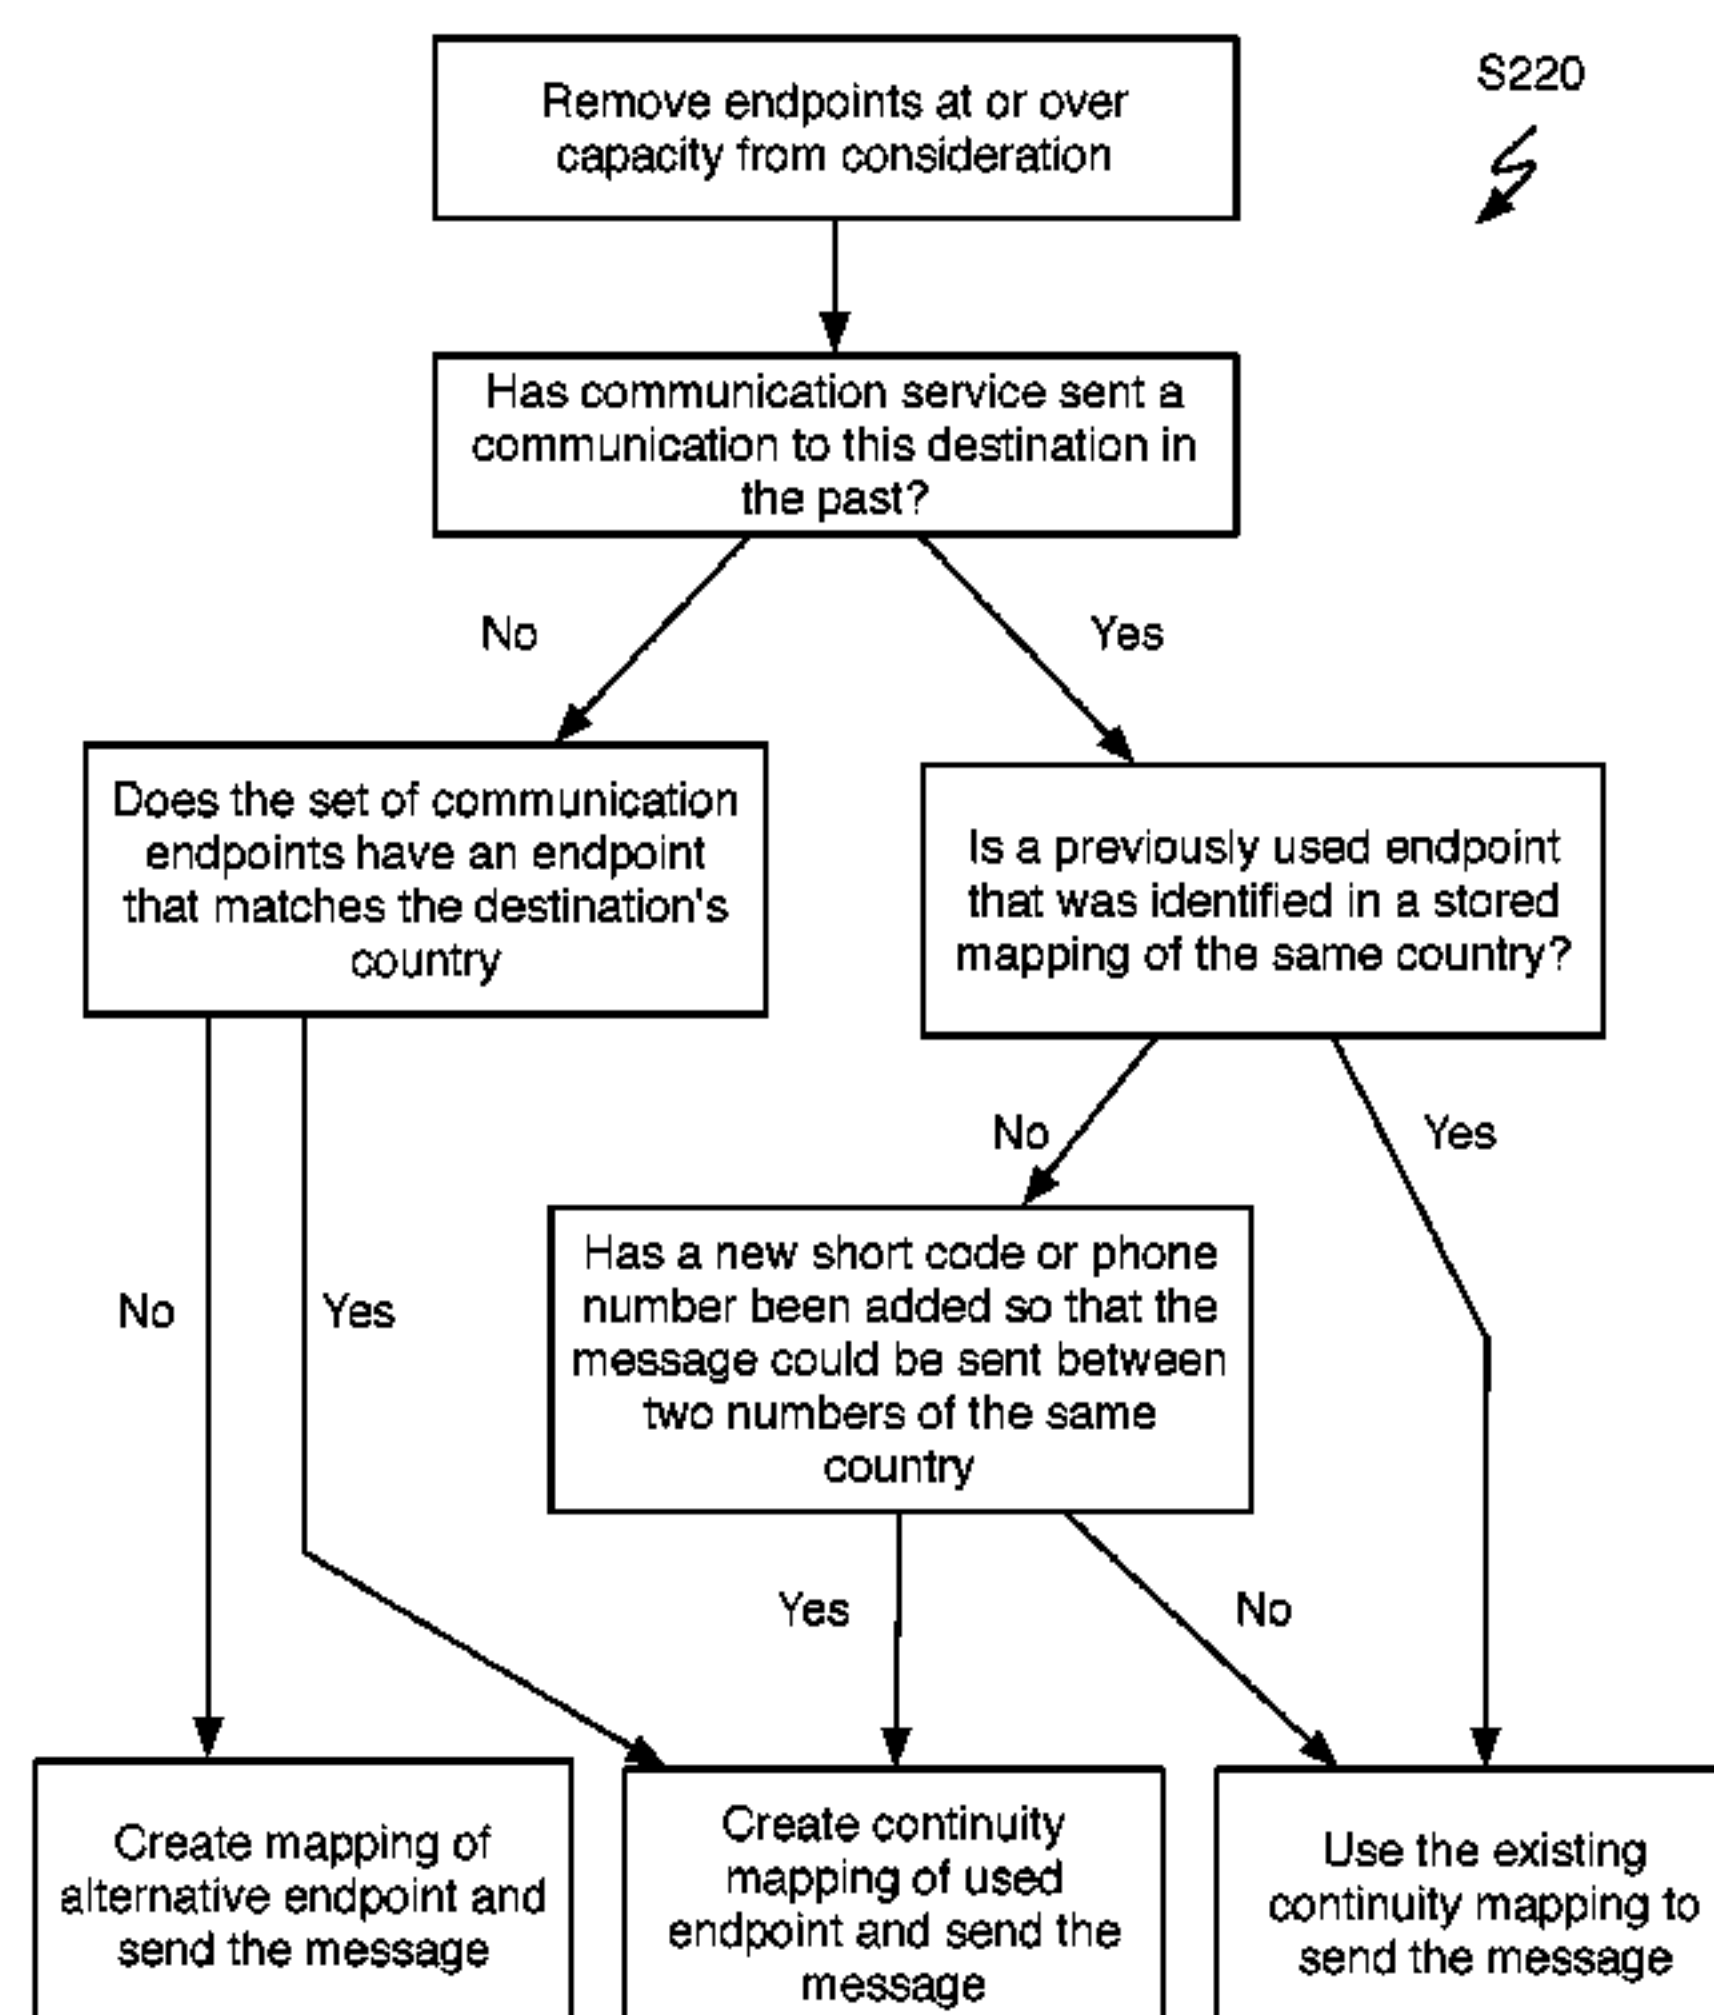 Remove endpoints at or over
capacity from consideration
S220
Has communication service sent a
communication to this destination in
the past?
No
Yes
Does the set of communication
endpoints have an endpoint
that matches the destination's
country
Is a previously used endpoint
that was identified in a stored
mapping of the same country?
No
Yes
Has a new short code or phone
number been added so that the
message could be sent between
two numbers of the same
country
No
Yes
Yes
No
Create mapping of
alternative endpoint and
send the message
Create continuity
mapping of used
endpoint and send the
message
Use the existing
continuity mapping to
send the message